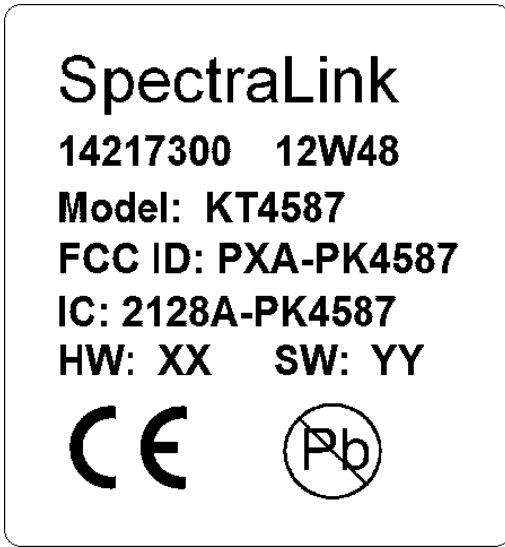 SpectraLink
14217300 12W48
Model: KT4587
FCC ID: PXA-PK4587
IC: 2128A-PK4587
HW: XX SW: YY
CE Pb